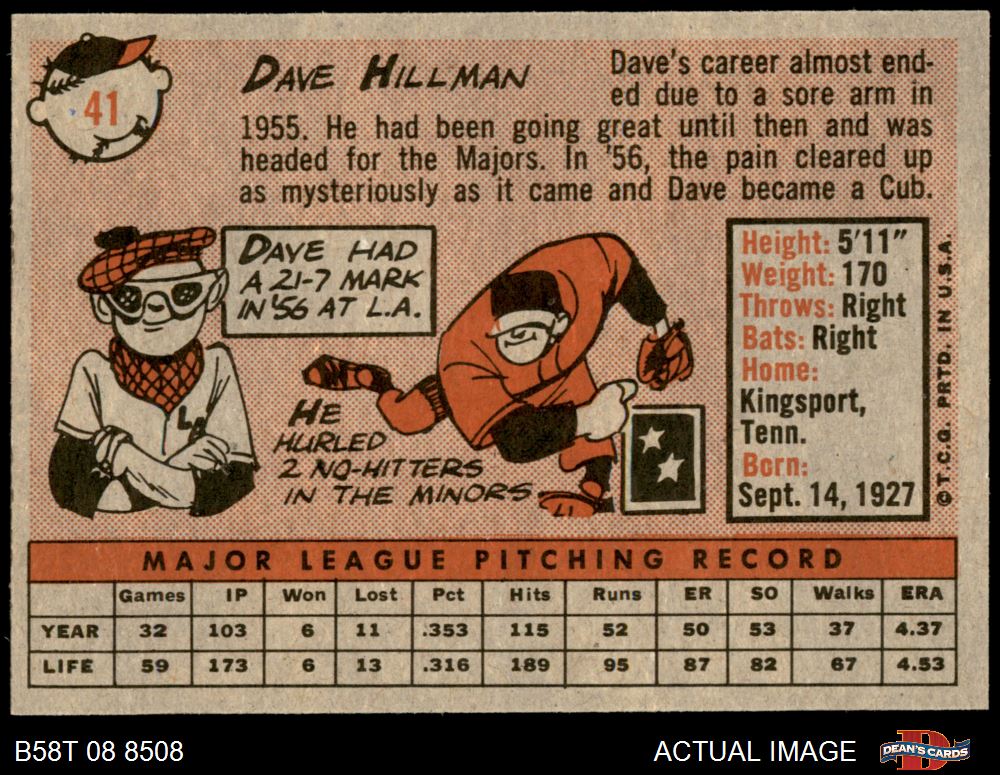 41
DAVE HILLMAN
Dave's career almost end-
ed due to a sore arm in
1955. He had been going great until then and was
headed for the Majors. In '56, the pain cleared up
as mysteriously as it came and Dave became a Cub.
DAVE HAD
A 21-7 MARK
IN '56 AT L.A.
LA
HE
HURLED
2 NO-HITTERS
IN THE MINORS
Height: 5'11"
Weight: 170
Throws: Right
Bats: Right
Home:
Kingsport,
Tenn.
Born:
Sept. 14, 1927
© T.C.G. PRTD. IN U.S.A.
MAJOR LEAGUE PITCHING RECORD
Games IP Won Lost Pct Hits Runs ER SO Walks ERA
YEAR 32 103 6 11 .353 115 52 50 53 37 4.37
LIFE 59 173 6 13 .316 189 95 87 82 67 4.53
B58T 08 8508
ACTUAL IMAGE
DEAN'S CARDS